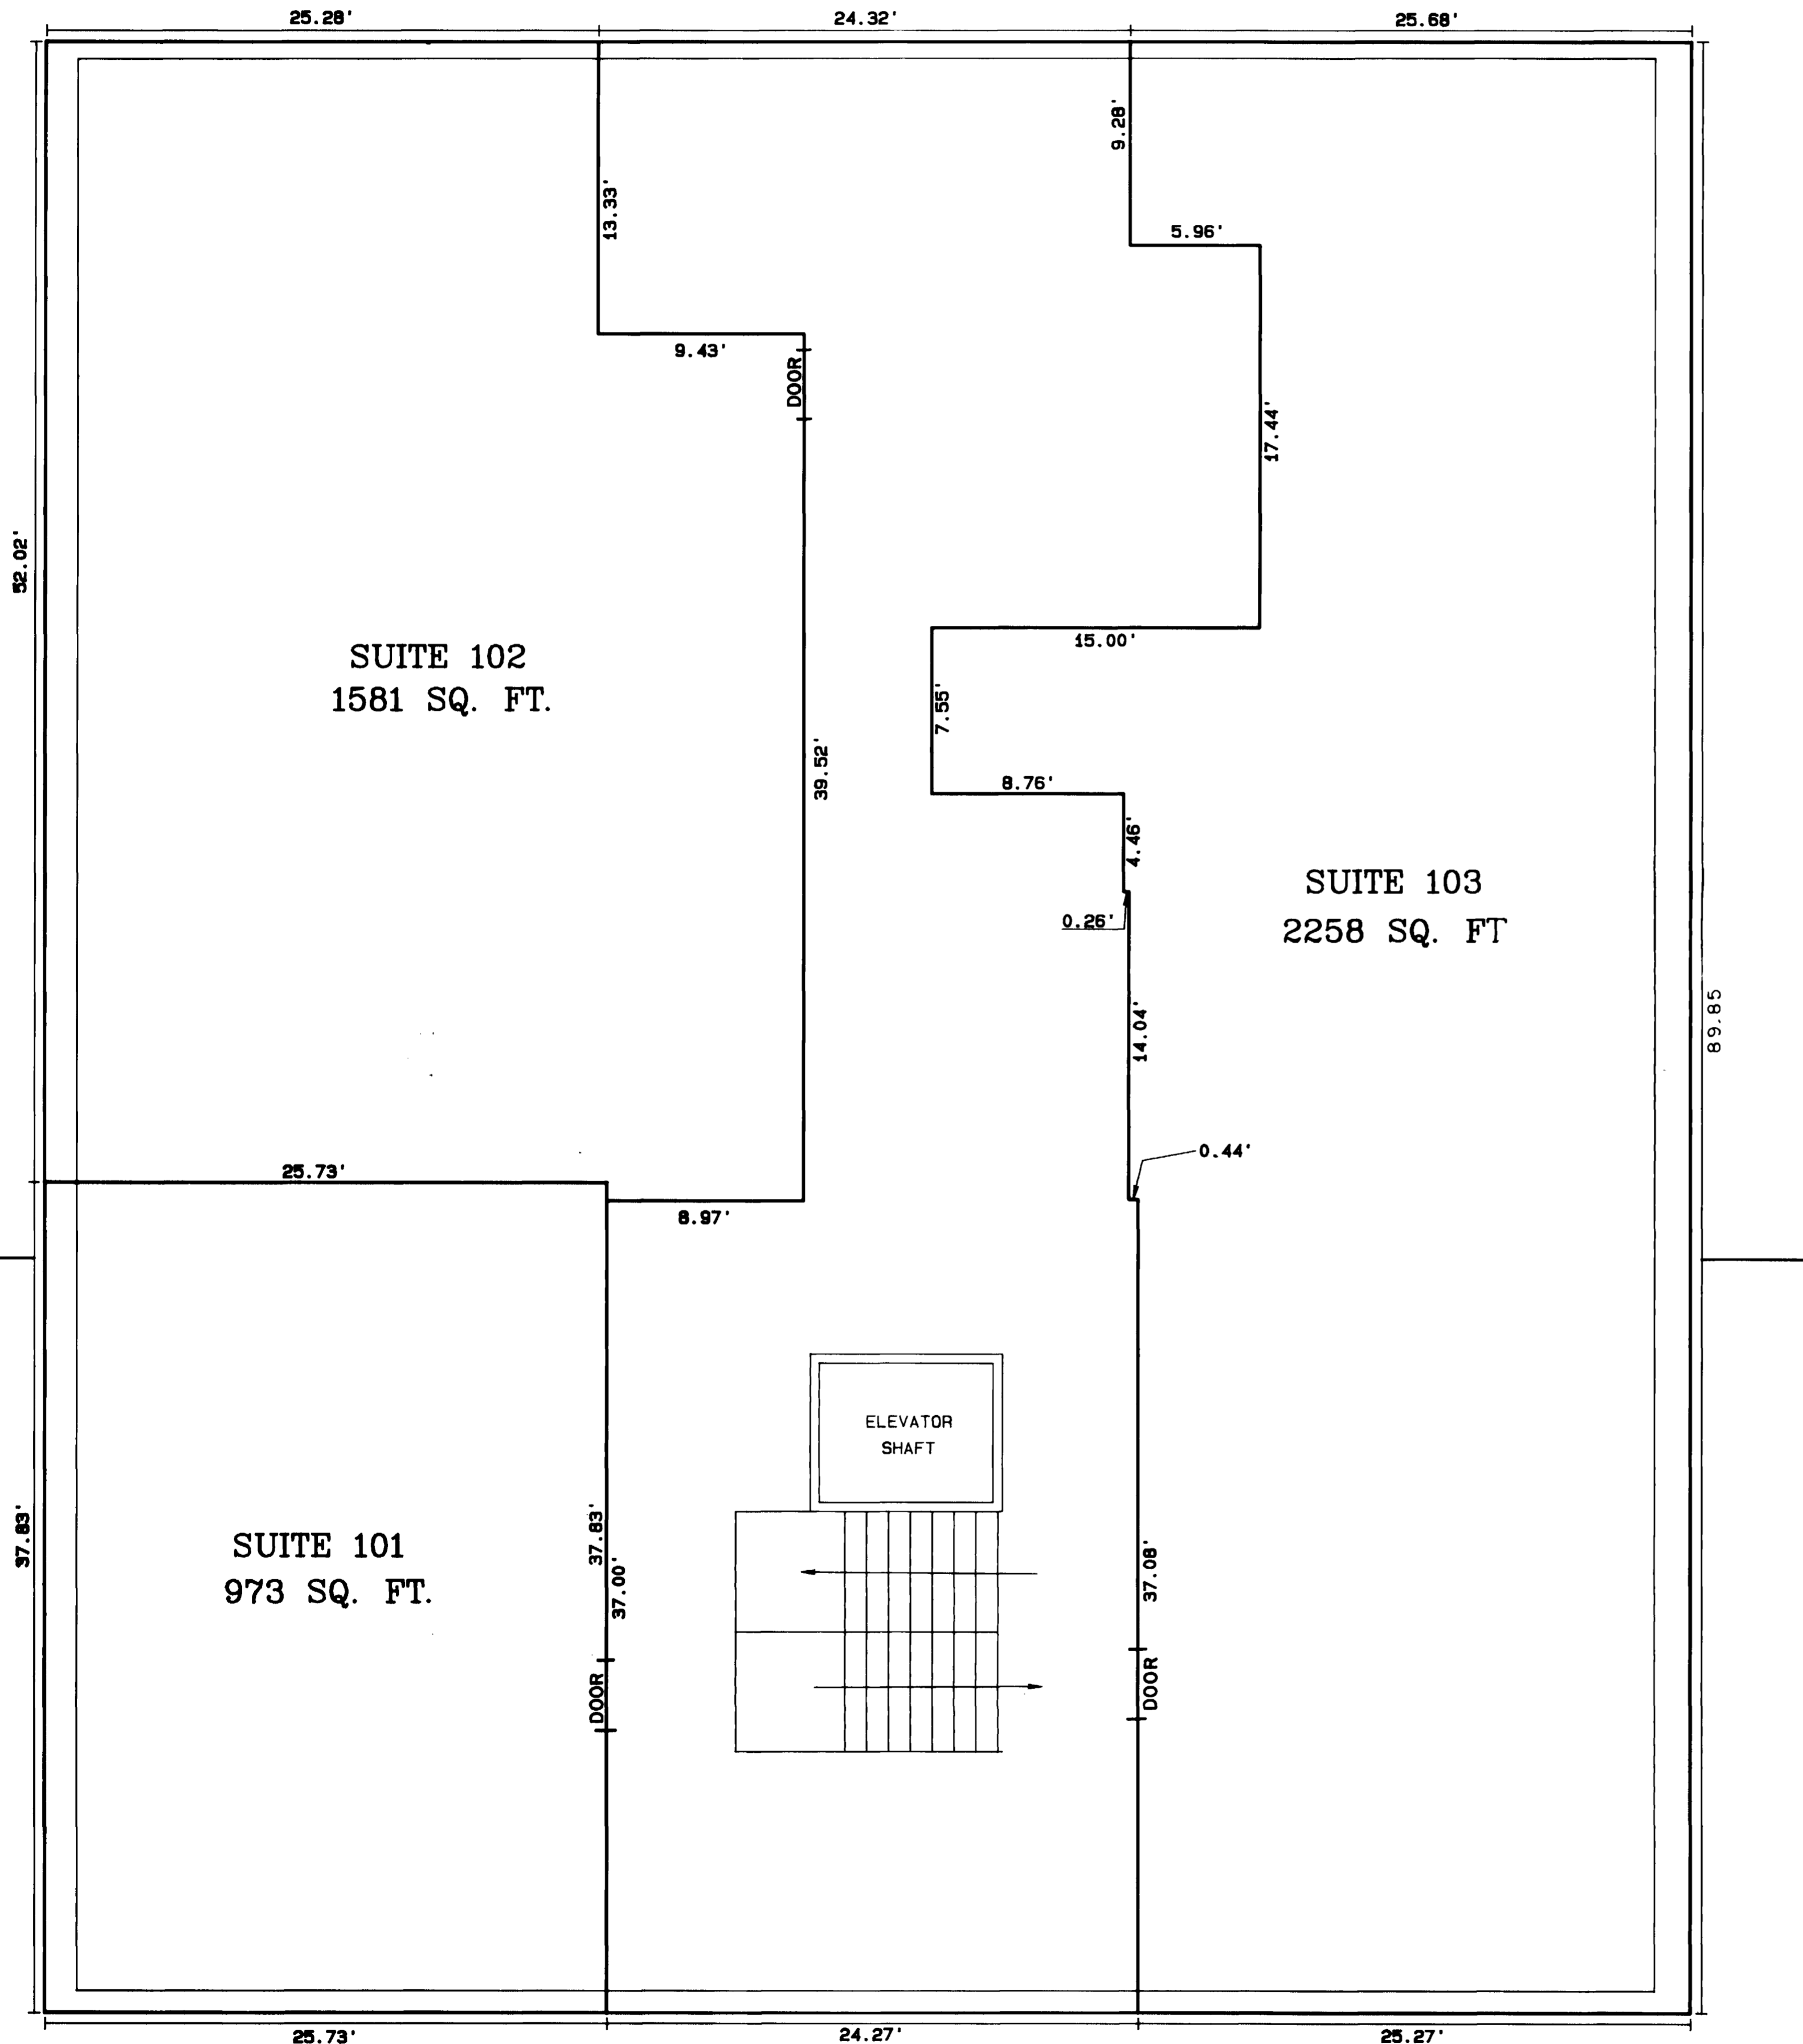 25.28'
24.32'
25.68'
9.28'
13.33'
5.96'
9.43'
DOOR
17.44'
52.02'
15.00'
SUITE 102
1581 SQ. FT.
7.55'
39.52'
8.76'
4.46'
SUITE 103
2258 SQ. FT
0.26'
89.85
14.04'
0.44'
25.73'
8.97'
ELEVATOR
SHAFT
37.83'
SUITE 101
973 SQ. FT.
37.83'
37.00'
37.08'
DOOR
DOOR
25.73'
24.27'
25.27'